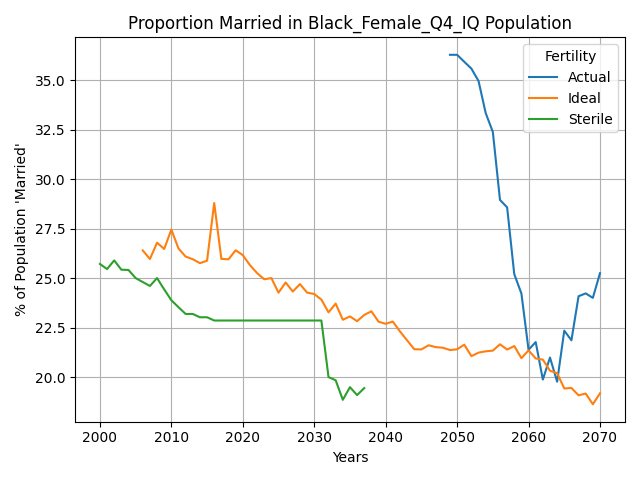 Proportion Married in Black_Female_Q4_IQ Population
Fertility
Actual
Ideal
Sterile
% of Population 'Married'
35.0
32.5
30.0
27.5
25.0
22.5
20.0
2000 2010 2020 2030 2040 2050 2060 2070
Years